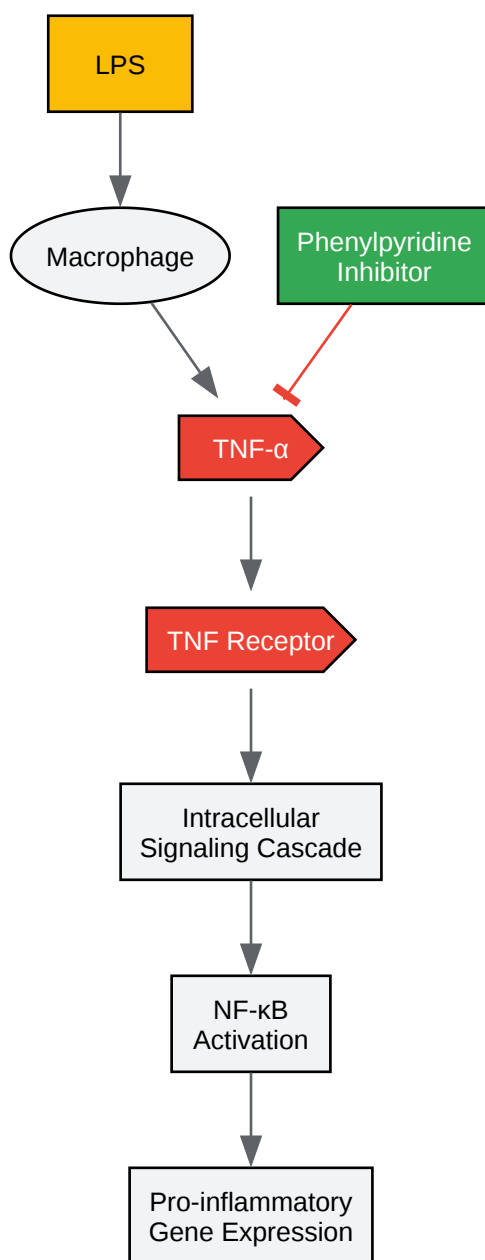 LPS
Macrophage
Phenylpyridine
Inhibitor
TNF-α
TNF Receptor
Intracellular
Signaling Cascade
NF-κB
Activation
Pro-inflammatory
Gene Expression